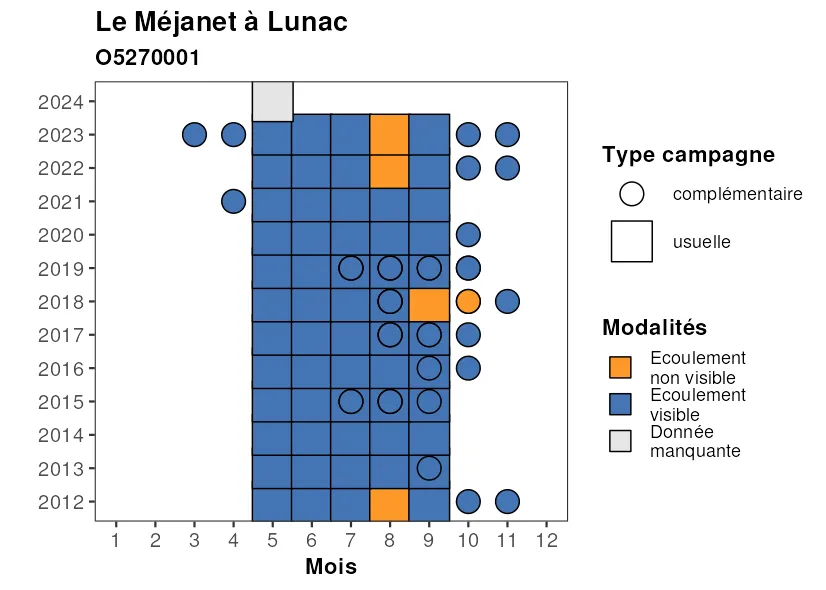 Le Méjanet à Lunac
O5270001
2024
2023
2022
2021
2020
2019
2018
2017
2016
2015
2014
2013
2012
1 2 3 4 5 6 7 8 9 10 11 12
Mois
Type campagne
complémentaire
usuelle
Modalités
Ecoulement
non visible
Ecoulement
visible
Donnée
manquante